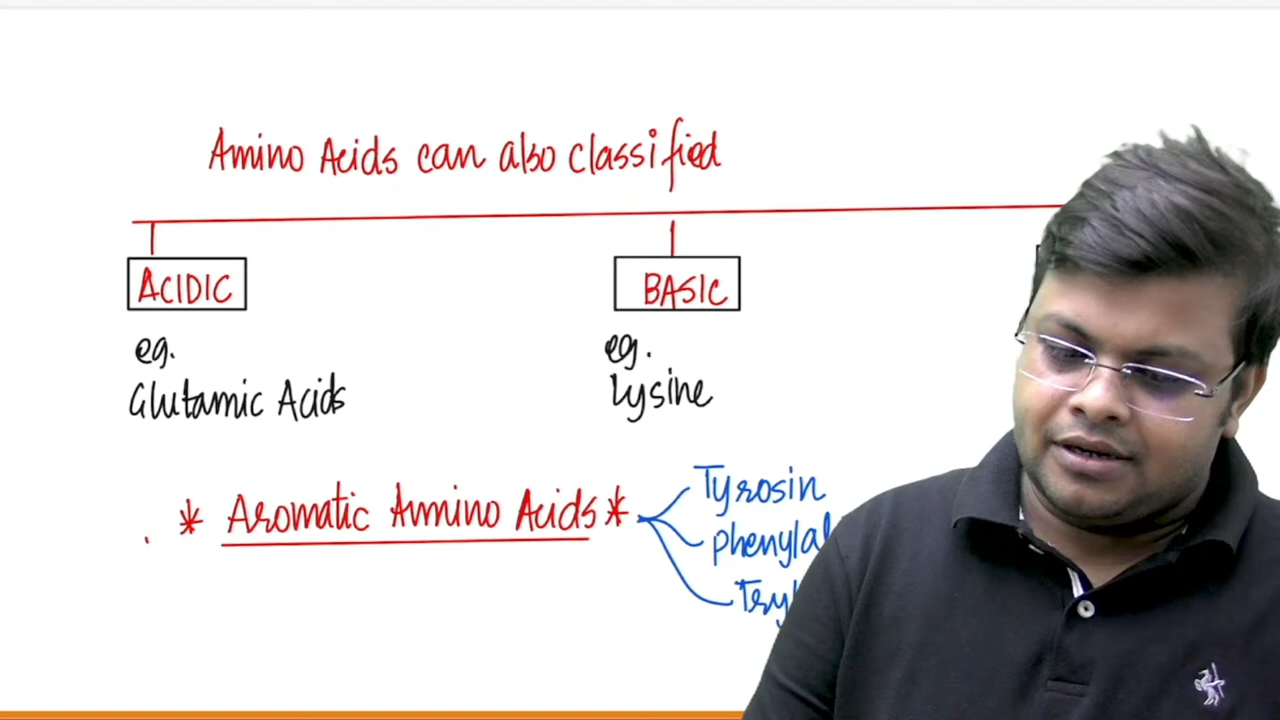 Amino Acids can also classified
ACIDIC
BASIC
eg.
eg.
Glutamic Acids
Lysine
* Aromatic Amino Acids *
Tyrosin